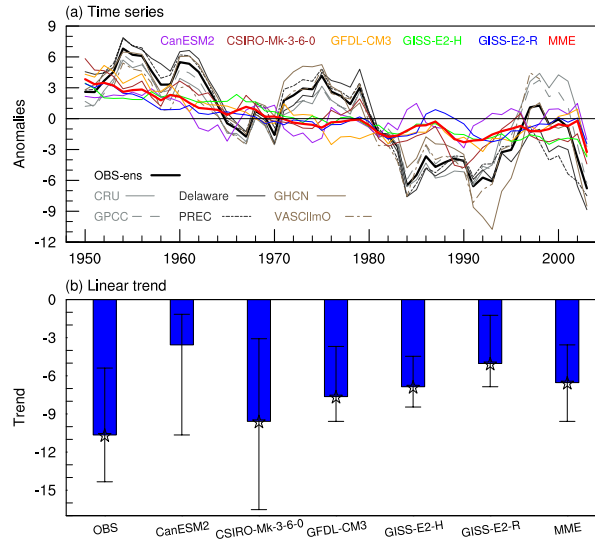 (a) Time series
CanESM2 CSIRO-Mk-3-6-0 GFDL-CM3 GISS-E2-H GISS-E2-R MME
6
3
0
-3
-6
-9
-12
Anomalies
OBS-ens
CRU Delaware GHCN
GPCC PREC VASClImO
1950 1960 1970 1980 1990 2000
(b) Linear trend
0
-3
-6
-9
-12
-15
Trend
OBS CanESM2 CSIRO-Mk-3-6-0 GFDL-CM3 GISS-E2-H GISS-E2-R MME